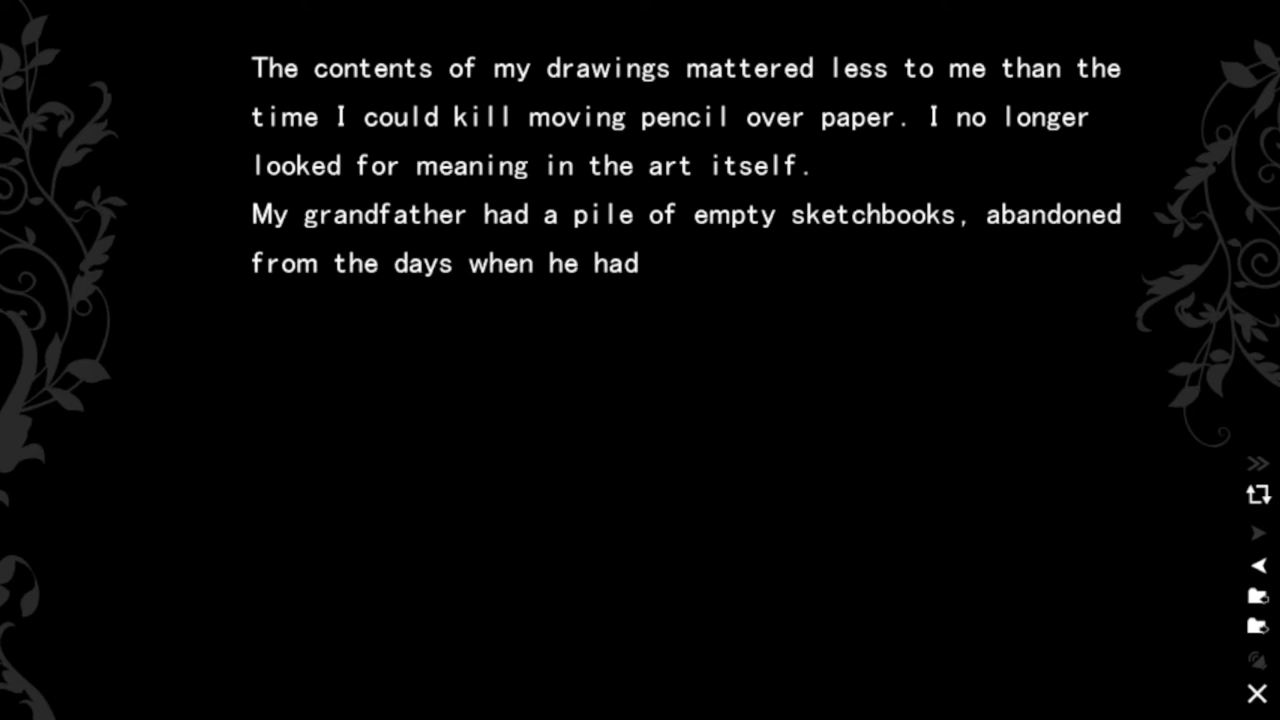 The contents of my drawings mattered less to me than the
time I could kill moving pencil over paper. I no longer
looked for meaning in the art itself.
My grandfather had a pile of empty sketchbooks, abandoned
from the days when he had